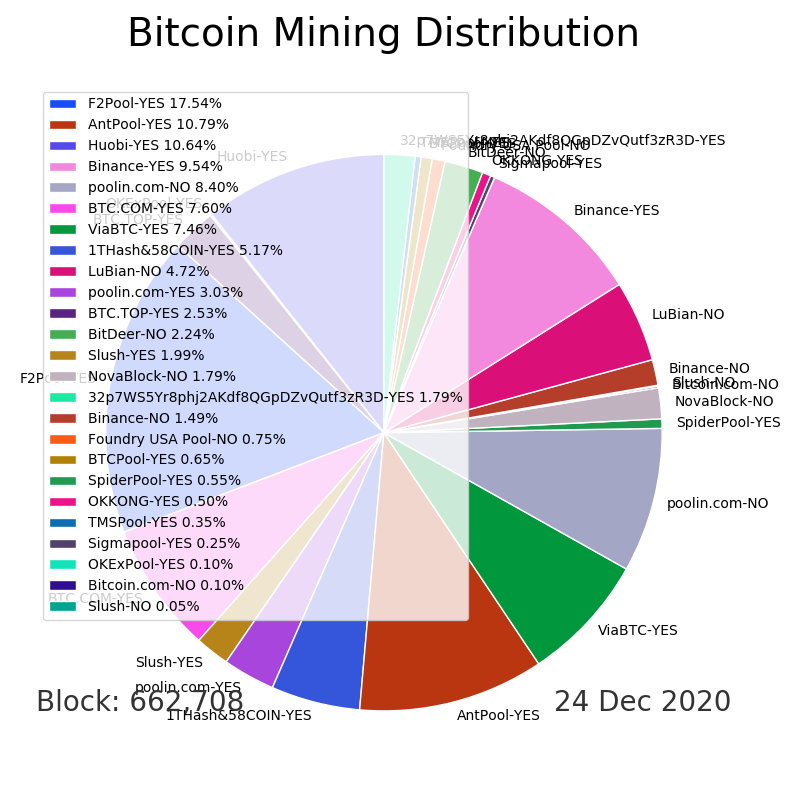 Bitcoin Mining Distribution
F2Pool-YES 17.54%
AntPool-YES 10.79%
Huobi-YES 10.64%
Binance-YES 9.54%
poolin.com-NO 8.40%
BTC.COM-YES 7.60%
ViaBTC-YES 7.46%
1THash&58COIN-YES 5.17%
LuBian-NO 4.72%
poolin.com-YES 3.03%
BTC.TOP-YES 2.53%
BitDeer-NO 2.24%
Slush-YES 1.99%
NovaBlock-NO 1.79%
32p7WS5Yr8phj2AKdf8QGpDZvQutf3zR3D-YES 1.79%
Binance-NO 1.49%
Foundry USA Pool-NO 0.75%
BTCPool-YES 0.65%
SpiderPool-YES 0.55%
OKKONG-YES 0.50%
TMSPool-YES 0.35%
Sigmapool-YES 0.25%
OKExPool-YES 0.10%
Bitcoin.com-NO 0.10%
Slush-NO 0.05%
32p7WS5Yr8phj2AKdf8QGpDZvQutf3zR3D-YES
BitDeer-NO
OKKONG-YES
Sigmapool-YES
Binance-YES
LuBian-NO
Binance-NO
Slush-NO
Bitcoin.com-NO
NovaBlock-NO
SpiderPool-YES
poolin.com-NO
ViaBTC-YES
AntPool-YES
1THash&58COIN-YES
poolin.com-YES
Slush-YES
BTC.COM-YES
F2Pool-YES
BTC.TOP-YES
OKExPool-YES
Huobi-YES
Block: 662,708
24 Dec 2020